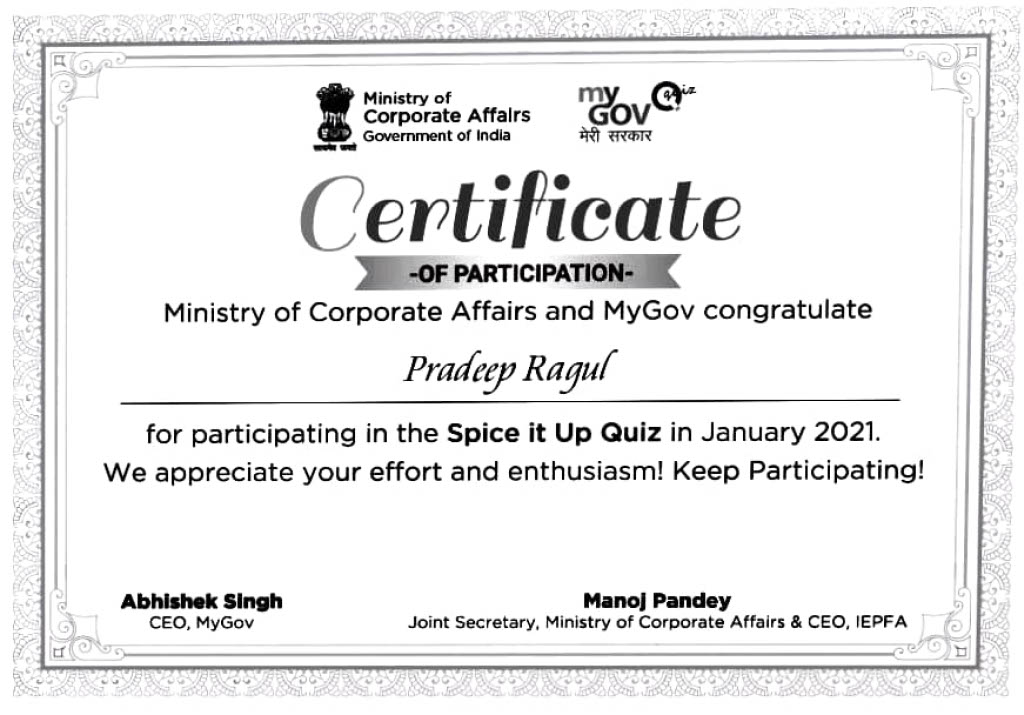 Ministry of
Corporate Affairs
Government of India
my
GOV
quiz
मेरी सरकार
Certificate
-OF PARTICIPATION-
Ministry of Corporate Affairs and MyGov congratulate
Pradeep Ragul
for participating in the Spice it Up Quiz in January 2021.
We appreciate your effort and enthusiasm! Keep Participating!
Abhishek Singh
CEO, MyGov
Manoj Pandey
Joint Secretary, Ministry of Corporate Affairs & CEO, IEPFA